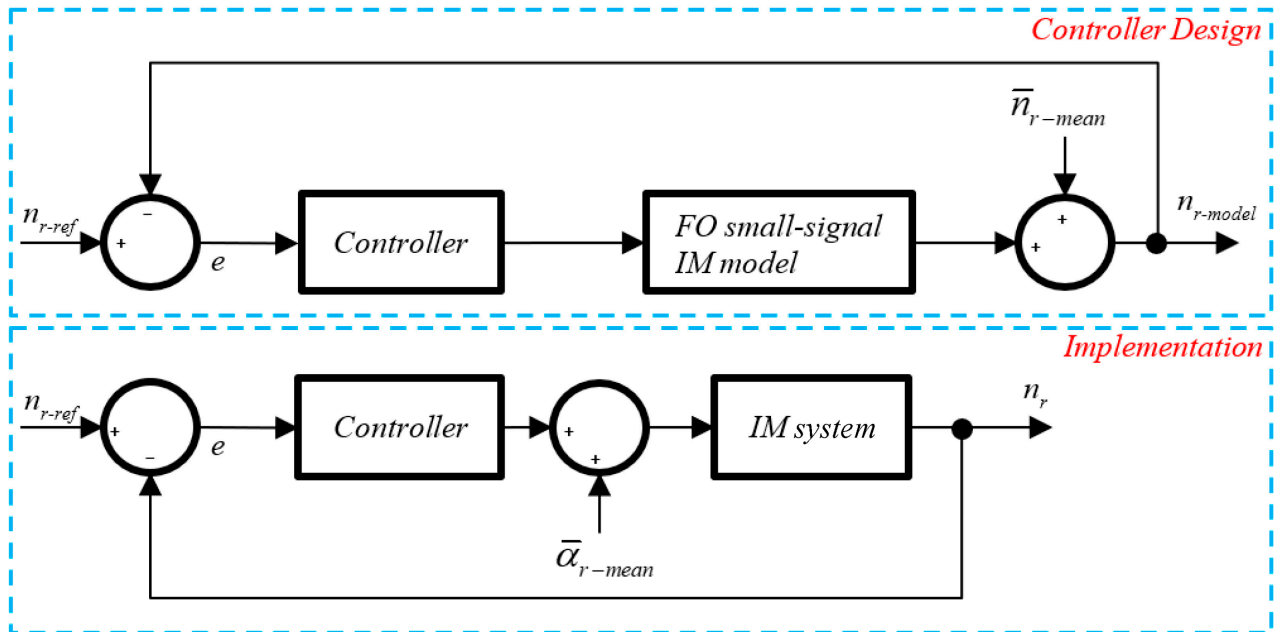 Controller Design
n̅r-mean
nr-ref
-
+
e
Controller
FO small-signal
IM model
+
+
nr-model
Implementation
nr-ref
+
-
e
Controller
+
+
α̅r-mean
IM system
nr